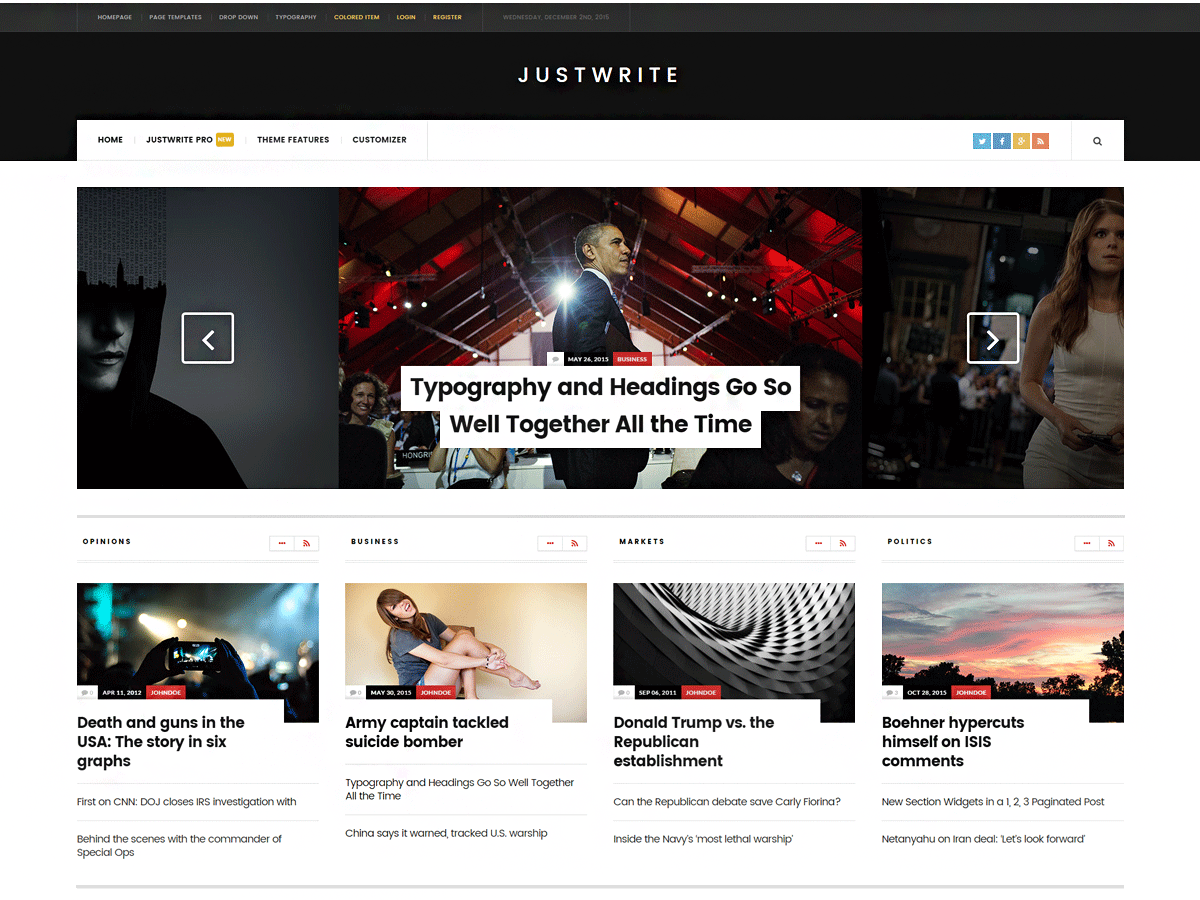 HOMEPAGE PAGE TEMPLATES DROP DOWN TYPOGRAPHY COLORED ITEM LOGIN REGISTER WEDNESDAY, DECEMBER 2ND, 2015
JUSTWRITE
HOME JUSTWRITE PRO NEW THEME FEATURES CUSTOMIZER
MAY 26, 2015 BUSINESS
Typography and Headings Go So
Well Together All the Time
HONGRI
OPINIONS BUSINESS MARKETS POLITICS
0 APR 11, 2012 JOHNDOE
Death and guns in the
USA: The story in six
graphs
First on CNN: DOJ closes IRS investigation with
Behind the scenes with the commander of
Special Ops
0 MAY 30, 2015 JOHNDOE
Army captain tackled
suicide bomber
Typography and Headings Go So Well Together
All the Time
China says it warned, tracked U.S. warship
0 SEP 06, 2011 JOHNDOE
Donald Trump vs. the
Republican
establishment
Can the Republican debate save Carly Fiorina?
Inside the Navy's 'most lethal warship'
OCT 28, 2015 JOHNDOE
Boehner hypercuts
himself on ISIS
comments
New Section Widgets in a 1, 2, 3 Paginated Post
Netanyahu on Iran deal: 'Let's look forward'